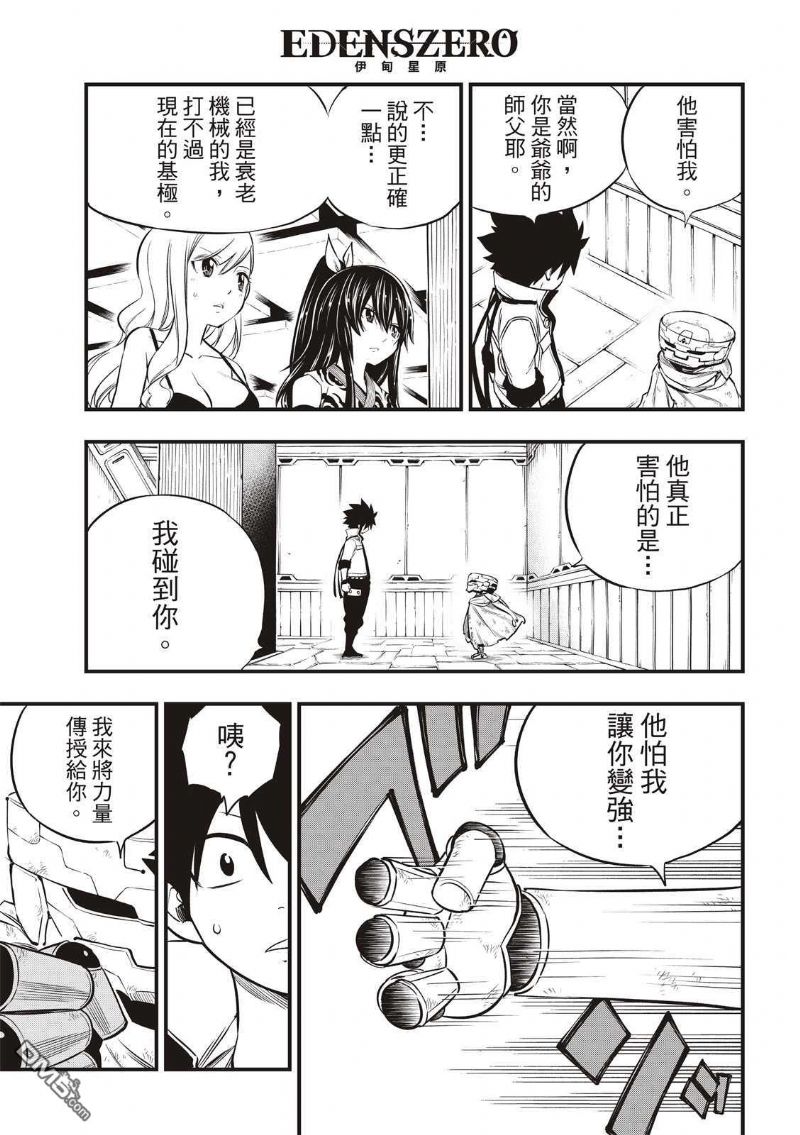 EDENSZERO
伊甸星原
他害怕我。
當然啊，
你是爺爺的
師父耶。
不…
說的更正確
一點…
已經是衰老
機械的我，
打不過
現在的基極。
他真正
害怕的是…
我碰到你。
他怕我
讓你變強…
咦？
我來將力量
傳授給你。
DM5.com